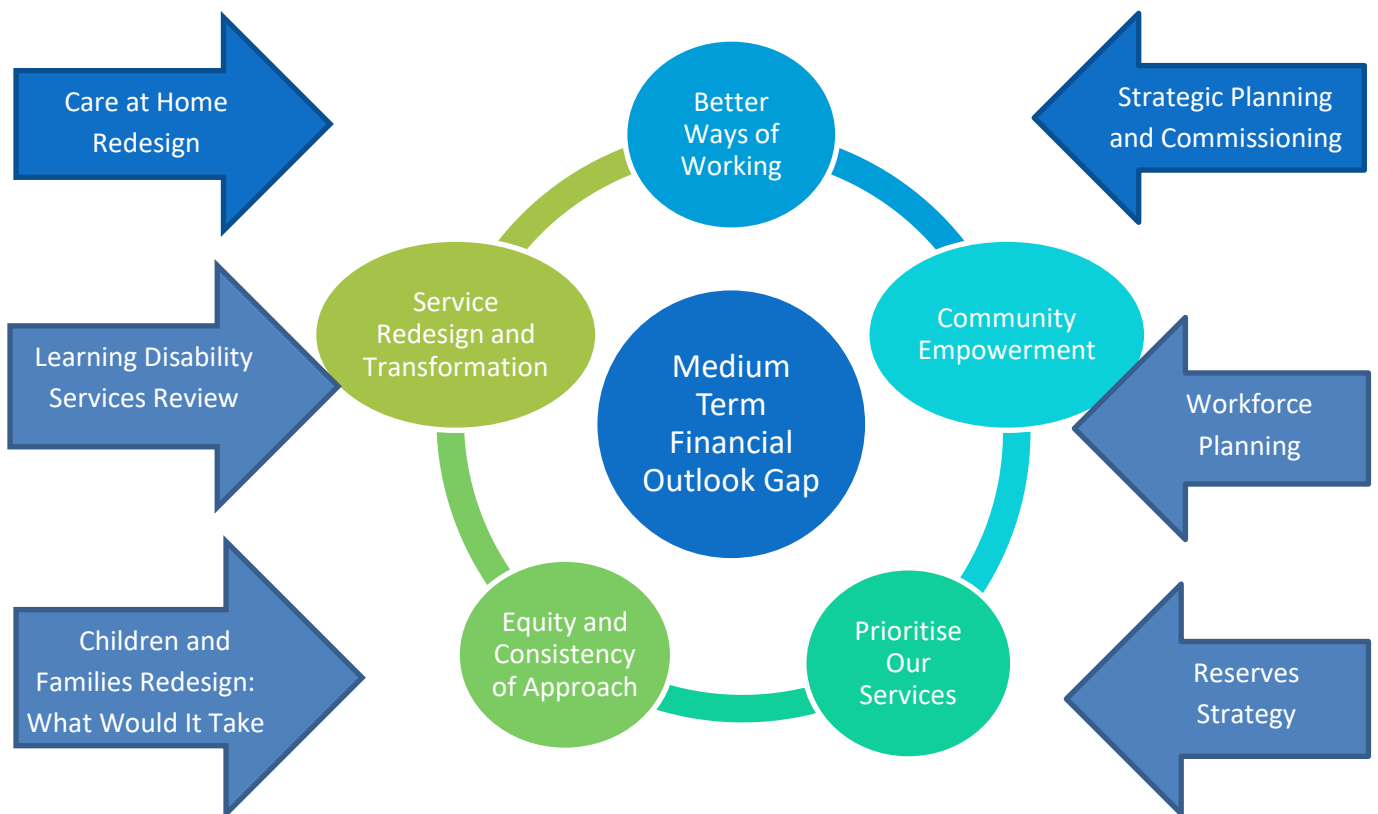 Care at Home
Redesign
Better
Ways of
Working
Strategic Planning
and Commissioning
Learning Disability
Services Review
Service
Redesign and
Transformation
Medium
Term
Financial
Outlook Gap
Community
Empowerment
Workforce
Planning
Children and
Families Redesign:
What Would It Take
Equity and
Consistency
of Approach
Prioritise
Our
Services
Reserves
Strategy